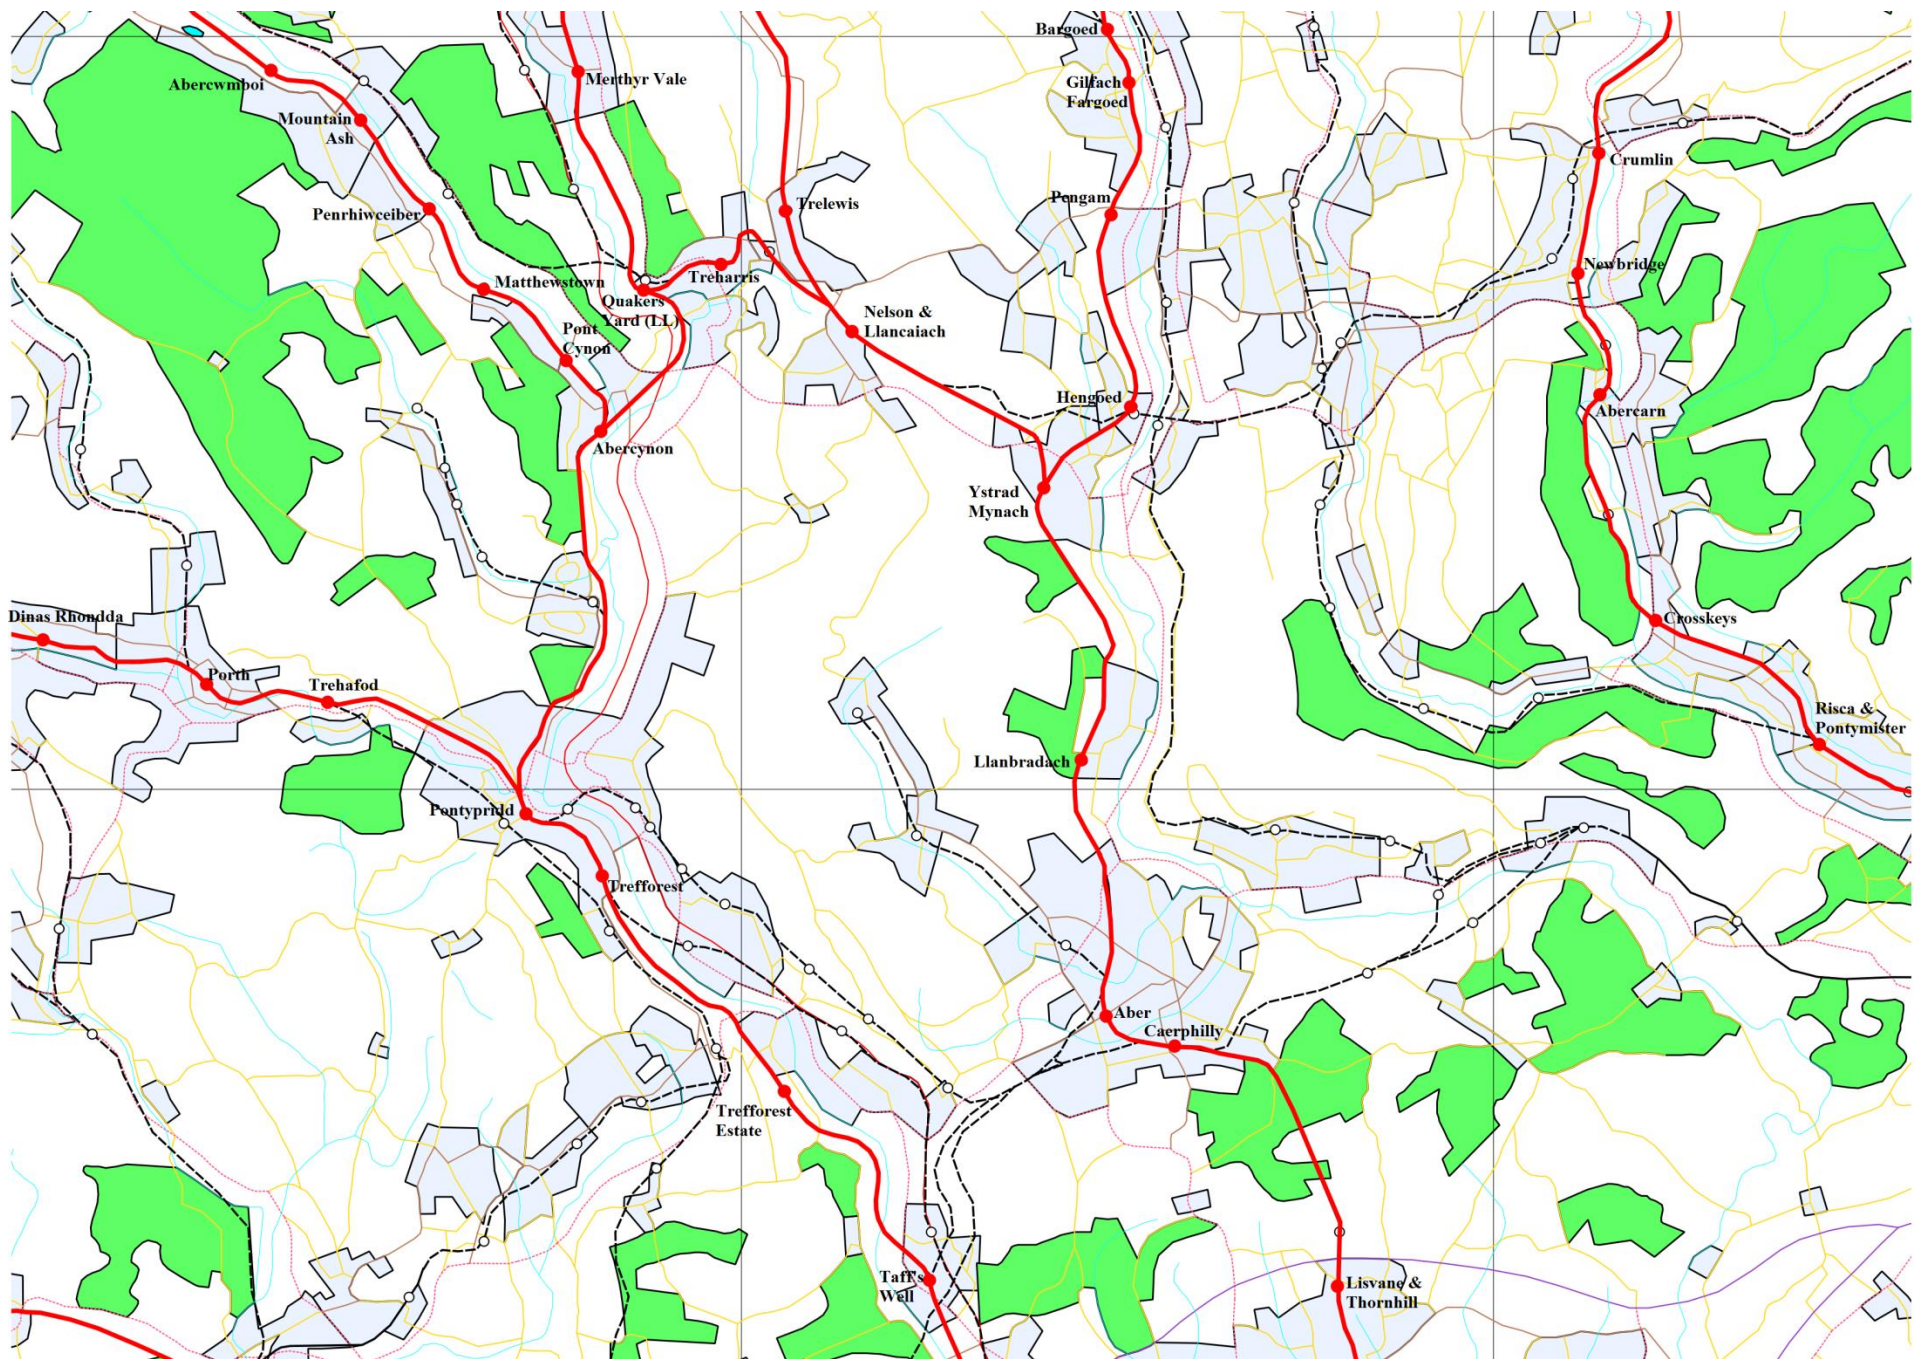 Bargoed
Abercwmboi
Merthyr Vale
Gilfach
Fargoed
Mountain
Ash
Crumlin
Penrhiwceiber
Trelewis
Pengam
Matthewstown
Treharris
Newbridge
Quakers
Yard (LL)
Nelson &
Llancaiach
Pont
Cynon
Hengoed
Abercarn
Abercynon
Ystrad
Mynach
Dinas Rhondda
Crosskeys
Porth
Trehafod
Risca &
Pontymister
Llanbradach
Pontypridd
Trefforest
Aber
Caerphilly
Trefforest
Estate
Taff's
Well
Lisvane &
Thornhill